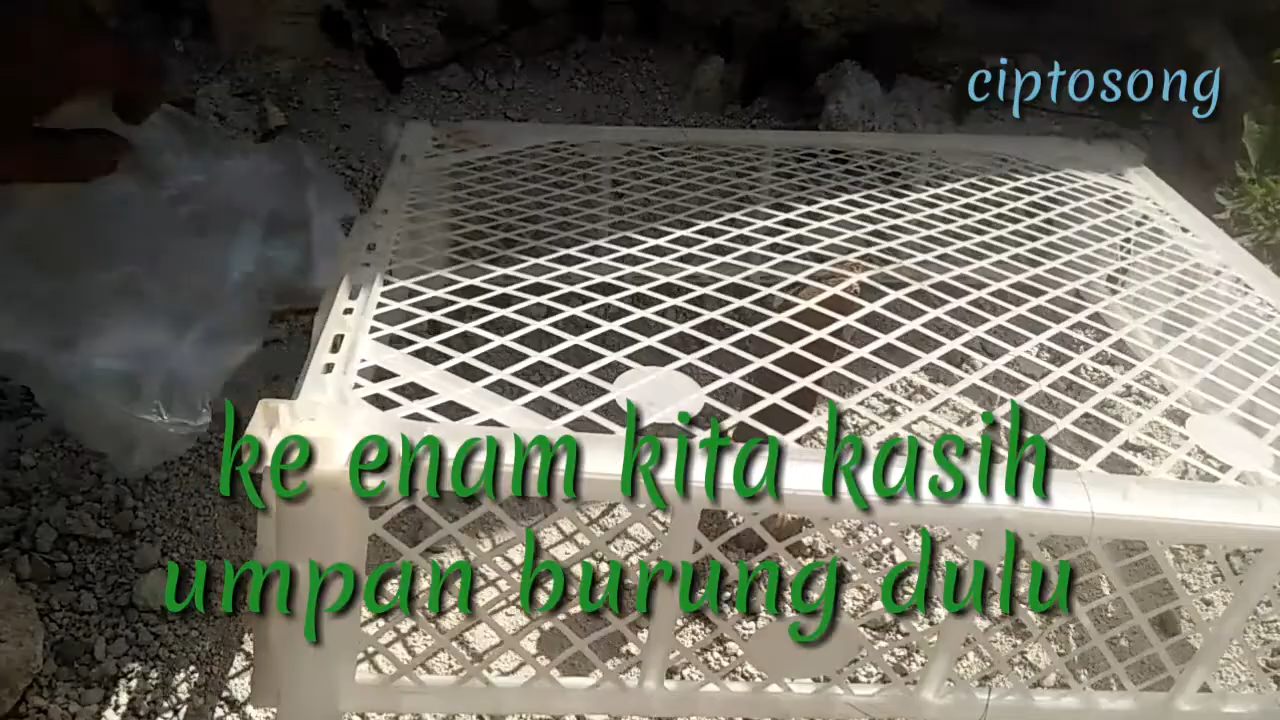 ciptosong
ke enam kita kasih
umpan burung dulu